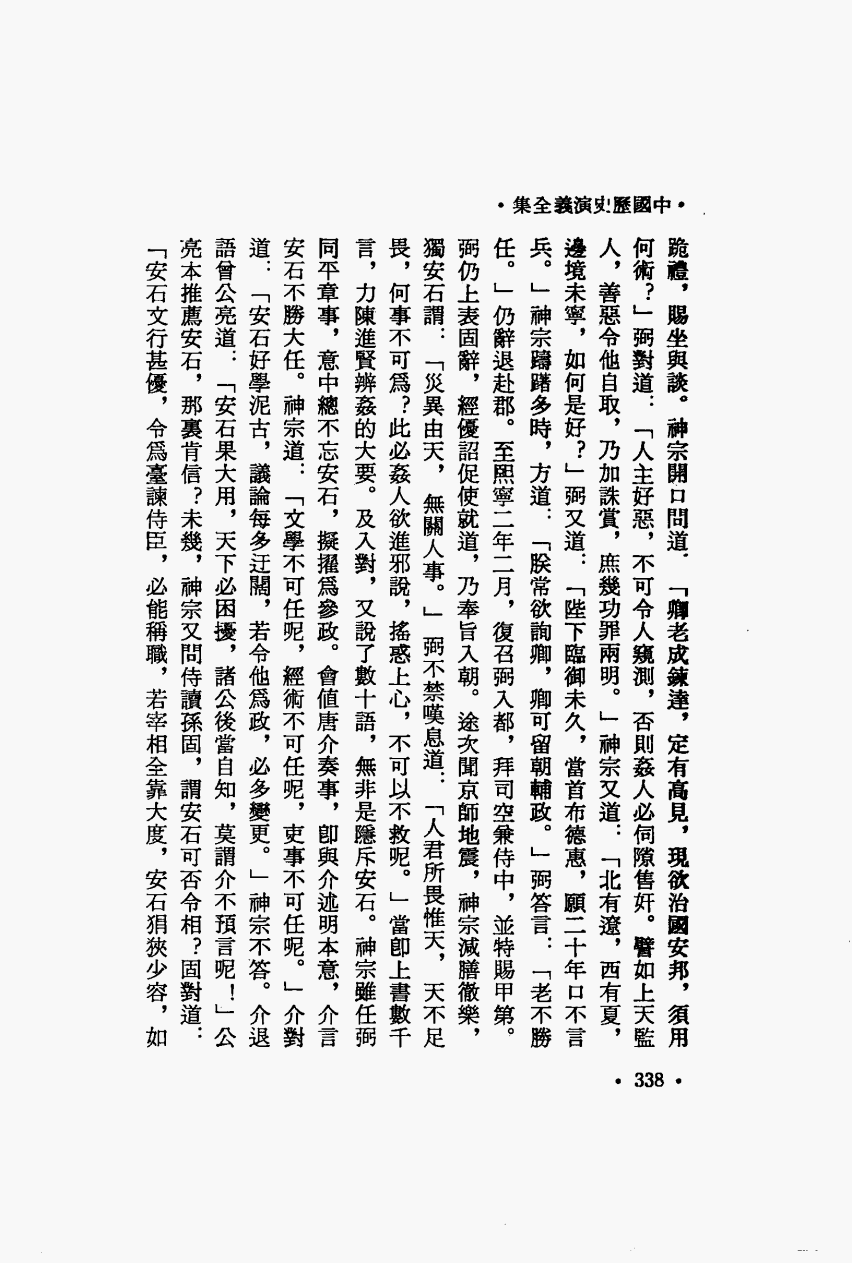 •中國歷史演義全集•
跪禮，賜坐與談。神宗開口問道：「卿老成鍊達，定有高見，現欲治國安邦，須用
何術？」弼對道：「人主好惡，不可令人窺測，否則姦人必伺隙售奸。譬如上天監
人，善惡令他自取，乃加誅賞，庶幾功罪兩明。」神宗又道：「北有遼，西有夏，
邊境未寧，如何是好？」弼又道：「陛下臨御未久，當首布德惠，願二十年口不言
兵。」神宗躊躇多時，方道：「朕常欲詢卿，卿可留朝輔政。」弼答言：「老不勝
任。」仍辭退赴郡。至熙寧二年二月，復召弼入都，拜司空兼侍中，並特賜甲第。
弼仍上表固辭，經優詔促使就道，乃奉旨入朝。途次聞京師地震，神宗減膳徹樂，
獨安石謂：「災異由天，無關人事。」弼不禁嘆息道：「人君所畏惟天，天不足
畏，何事不可爲？此必姦人欲進邪說，搖惑上心，不可以不救呢。」當卽上書數千
言，力陳進賢辨姦的大要。及入對，又說了數十語，無非是隱斥安石。神宗雖任弼
同平章事，意中總不忘安石，擬擢爲參政。會値唐介奏事，卽與介述明本意，介言
安石不勝大任。神宗道：「文學不可任呢，經術不可任呢，吏事不可任呢。」介對
道：「安石好學泥古，議論每多迂闊，若令他爲政，必多變更。」神宗不答。介退
語曾公亮道：「安石果大用，天下必困擾，諸公後當自知，莫謂介不預言呢！」公
亮本推薦安石，那裏肯信？未幾，神宗又問侍讀孫固，謂安石可否令相？固對道：
「安石文行甚優，令爲臺諫侍臣，必能稱職，若宰相全靠大度，安石狷狹少容，如
•338•